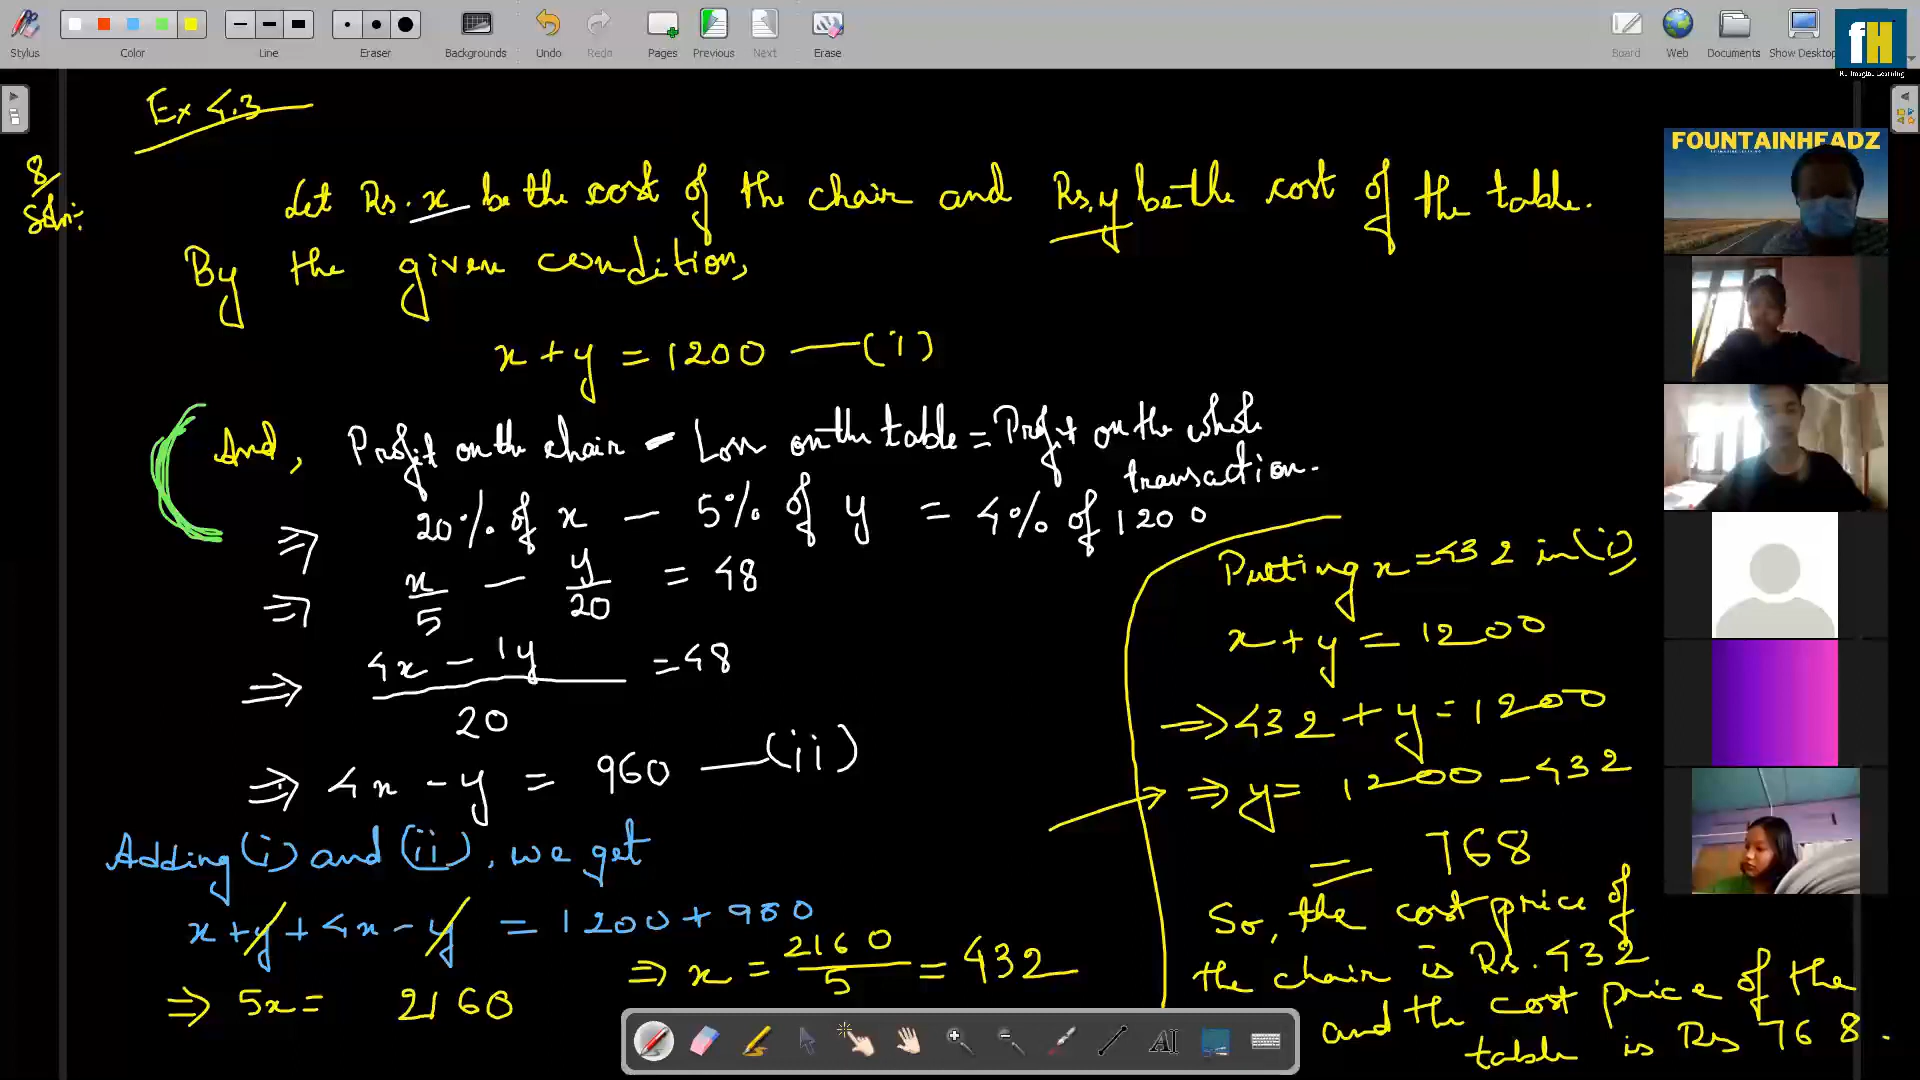 Stylus
Color
Line
Eraser
Backgrounds
Undo
Redo
Pages
Previous
Next
Erase
Board
Web
Documents
Show Desktop
fH
Re Imagine Learning
FOUNTAINHEADZ
Ex 4.3
8
Soln:
Let Rs. x be the cost of the chair and Rs. y be the cost of the table.
By the given condition,
x + y = 1200 —(i)
And, Profit on the chair - Loss on the table = Profit on the whole
transaction.
⇒ 20% of x — 5% of y = 4% of 1200
⇒ x/5 — y/20 = 48
⇒ (4x - 1y)/20 = 48
⇒ 4x - y = 960 —(ii)
Adding (i) and (ii), we get
x + y + 4x - y = 1200 + 960
⇒ 5x = 2160
⇒ x = 2160/5 = 432
Putting x = 432 in (i),
x + y = 1200
⇒ 432 + y = 1200
⇒ y = 1200 - 432
= 768
So, the cost price of
the chair is Rs. 432
and the cost price of the
table is Rs 768.